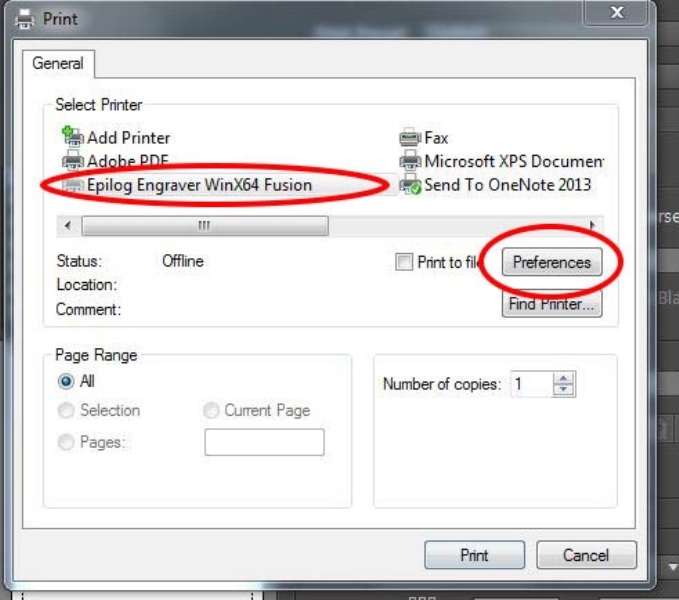 Print
General
Select Printer
Add Printer
Fax
Adobe PDF
Microsoft XPS Documen
Epilog Engraver WinX64 Fusion
Send To OneNote 2013
Status: Offline
Print to fil
Preferences
Location:
Comment:
Find Printer...
Page Range
All
Number of copies: 1
Selection
Current Page
Pages:
Print
Cancel
rse
Bla